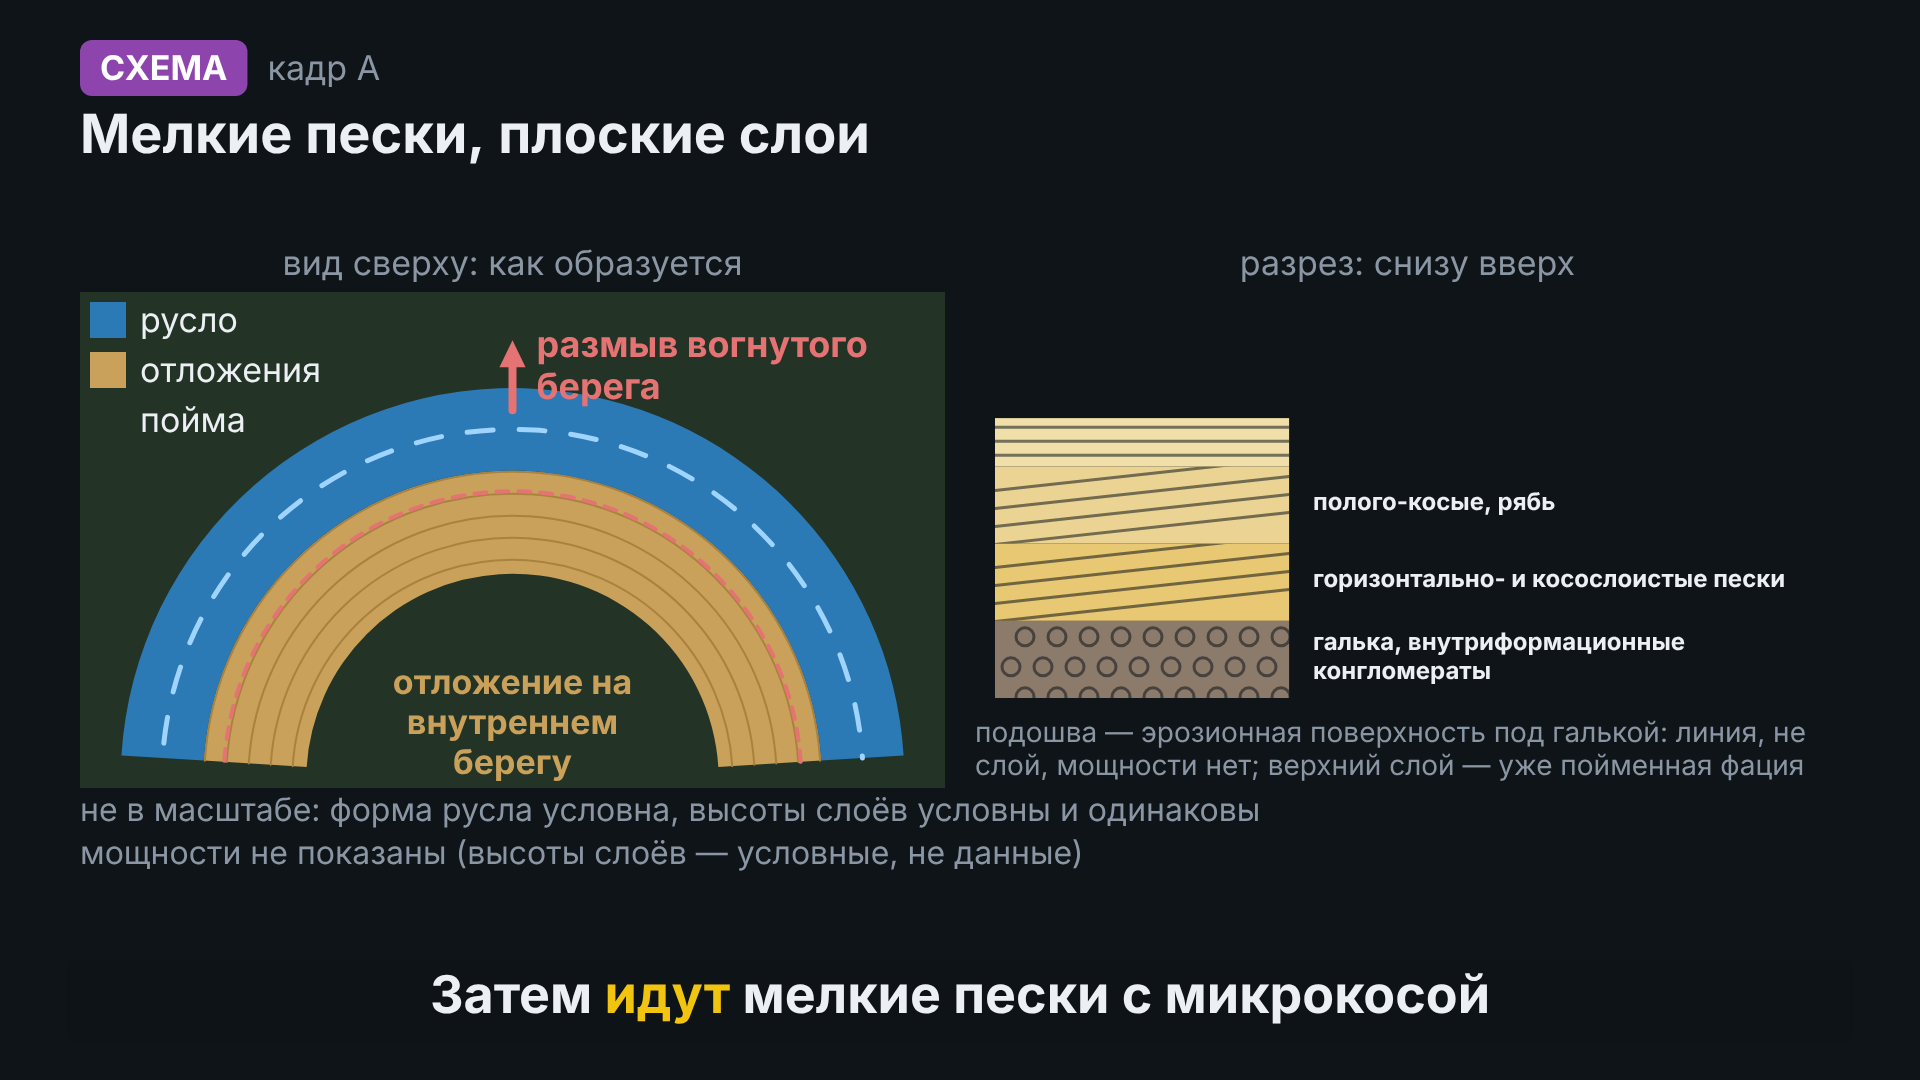 СХЕМА кадр А
Мелкие пески, плоские слои
вид сверху: как образуется
русло
отложения
пойма
размыв вогнутого
берега
отложение на
внутреннем
берегу
разрез: снизу вверх
полого-косые, рябь
горизонтально- и косослоистые пески
галька, внутриформационные
конгломераты
подошва — эрозионная поверхность под галькой: линия, не
слой, мощности нет; верхний слой — уже пойменная фация
не в масштабе: форма русла условна, высоты слоёв условны и одинаковы
мощности не показаны (высоты слоёв — условные, не данные)
Затем идут мелкие пески с микрокосой